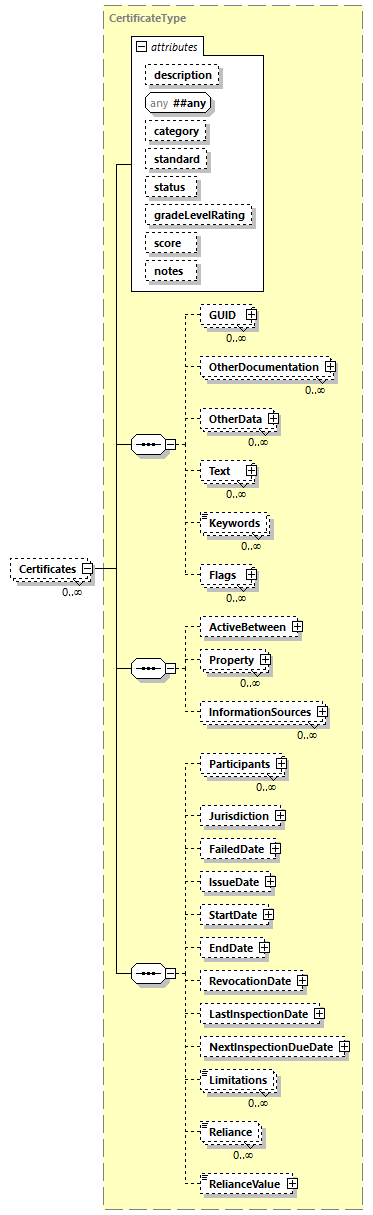 CertificateType
attributes
description
any ##any
category
standard
status
gradeLevelRating
score
notes
GUID
0..∞
OtherDocumentation
0..∞
OtherData
0..∞
Text
0..∞
Keywords
0..∞
Flags
0..∞
Certificates
0..∞
ActiveBetween
Property
0..∞
InformationSources
0..∞
Participants
0..∞
Jurisdiction
FailedDate
IssueDate
StartDate
EndDate
RevocationDate
LastInspectionDate
NextInspectionDueDate
Limitations
0..∞
Reliance
0..∞
RelianceValue